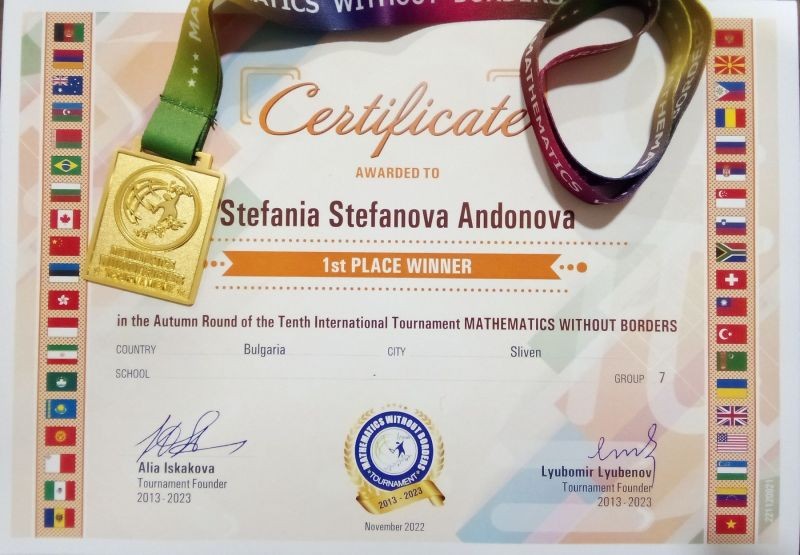 MATHEMATICS WITHOUT BORDERS
Certificate
AWARDED TO
Stefania Stefanova Andonova
1st PLACE WINNER
in the Autumn Round of the Tenth International Tournament MATHEMATICS WITHOUT BORDERS
COUNTRY Bulgaria CITY Sliven
SCHOOL . GROUP 7
Alia Iskakova
Tournament Founder
2013-2023
MATHEMATICS WITHOUT BORDERS
TOURNAMENT
2013 - 2023
November 2022
Lyubomir Lyubenov
Tournament Founder
2013-2023